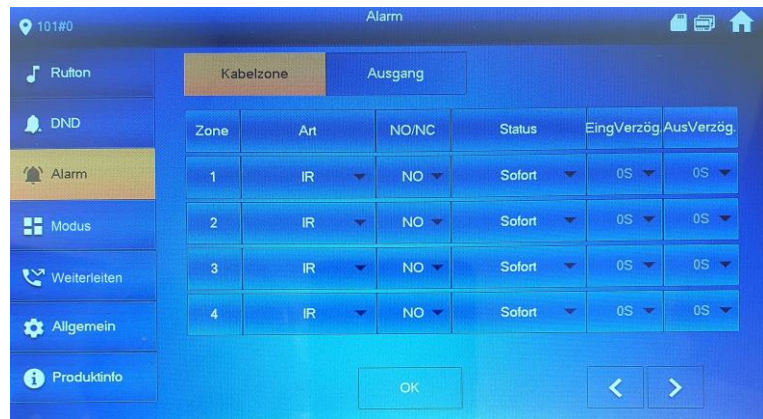 101#0
Alarm
Rufton
DND
Alarm
Modus
Weiterleiten
Allgemein
Produktinfo
Kabelzone Ausgang
Zone Art NO/NC Status EingVerzög. AusVerzög.
1 IR NO Sofort 0S 0S
2 IR NO Sofort 0S 0S
3 IR NO Sofort 0S 0S
4 IR NO Sofort 0S 0S
OK